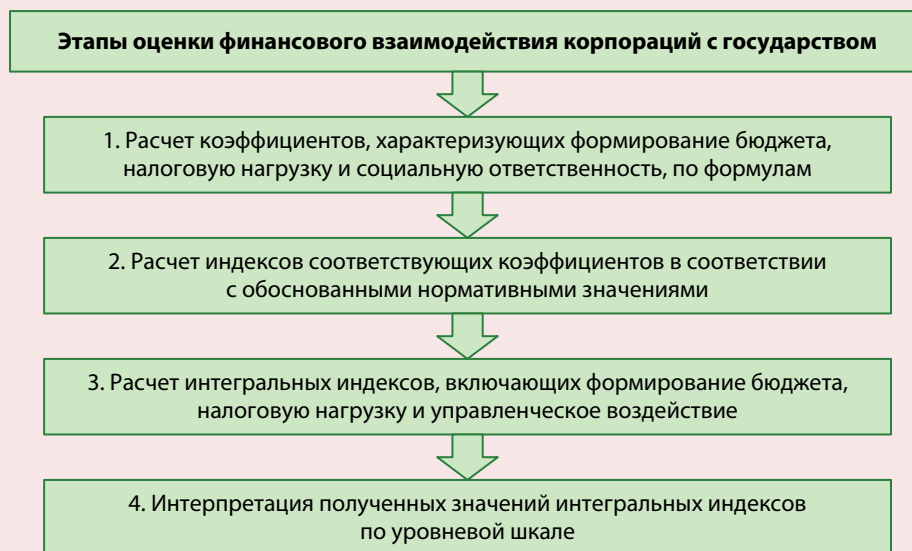 Этапы оценки финансового взаимодействия корпораций с государством
1. Расчет коэффициентов, характеризующих формирование бюджета,
налоговую нагрузку и социальную ответственность, по формулам
2. Расчет индексов соответствующих коэффициентов в соответствии
с обоснованными нормативными значениями
3. Расчет интегральных индексов, включающих формирование бюджета,
налоговую нагрузку и управленческое воздействие
4. Интерпретация полученных значений интегральных индексов
по уровневой шкале